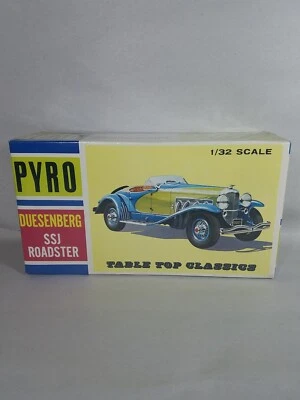 1/32 SCALE
PYRO
DUESENBERG
SSJ
ROADSTER
TABLE TOP CLASSICS